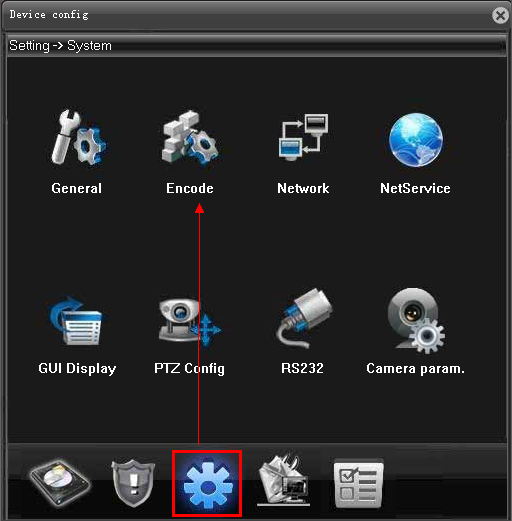 Device config
Setting -> System
General Encode Network NetService
GUI Display PTZ Config RS232 Camera param.